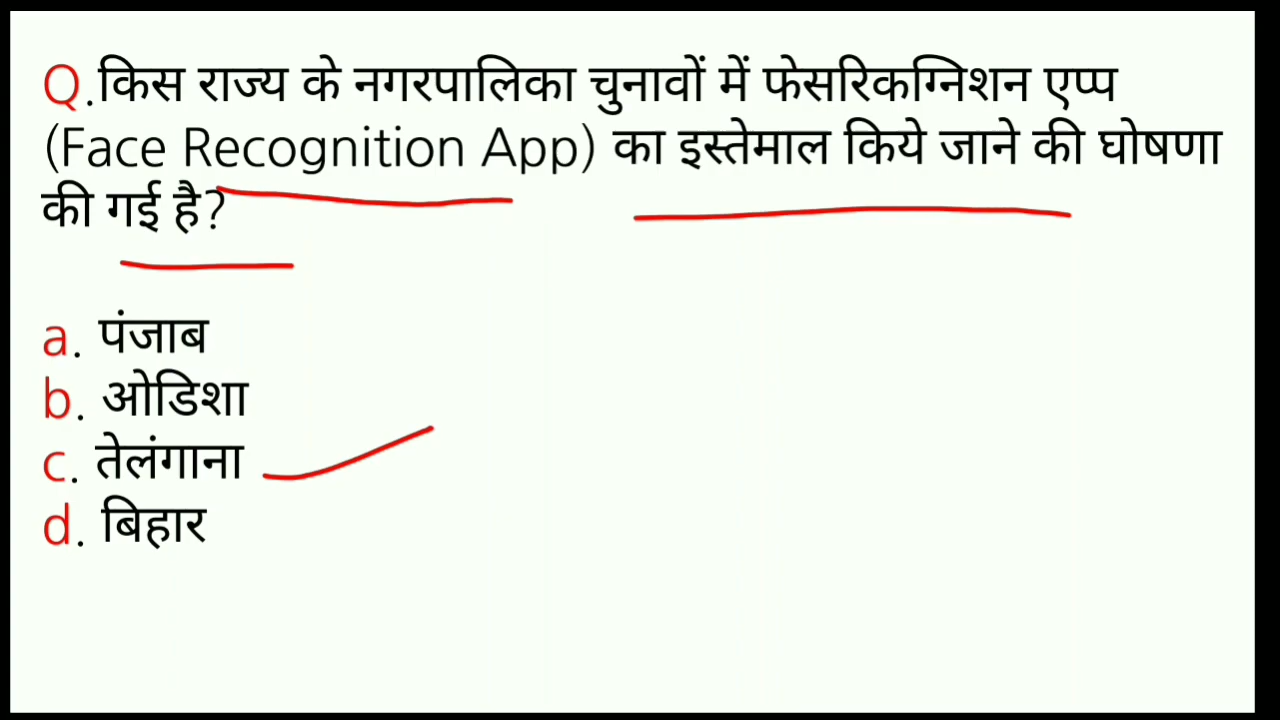 Q.किस राज्य के नगरपालिका चुनावों में फेसरिकग्निशन एप्प
(Face Recognition App) का इस्तेमाल किये जाने की घोषणा
की गई है?
a. पंजाब
b. ओडिशा
c. तेलंगाना
d. बिहार